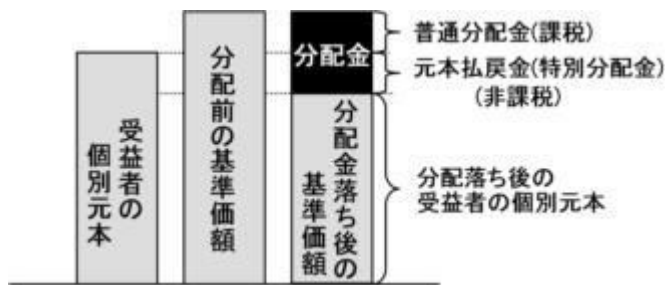 受益者の
個別元本
分配前の基準価額
分配金
分配金落ち後の
基準価額
普通分配金(課税)
元本払戻金(特別分配金)
(非課税)
分配落ち後の
受益者の個別元本